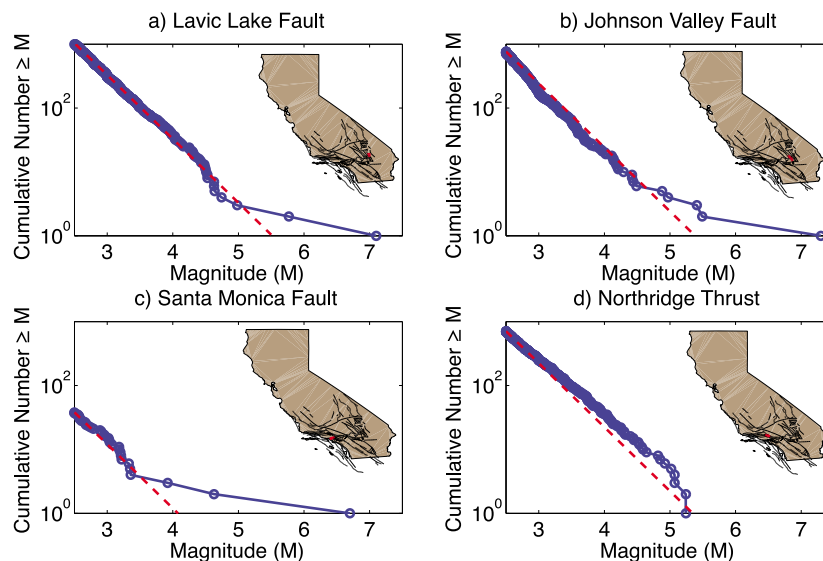 a) Lavic Lake Fault
Cumulative Number ≥ M
10²
10⁰
3 4 5 6 7
Magnitude (M)
b) Johnson Valley Fault
Cumulative Number ≥ M
10²
10⁰
3 4 5 6 7
Magnitude (M)
c) Santa Monica Fault
Cumulative Number ≥ M
10²
10⁰
3 4 5 6 7
Magnitude (M)
d) Northridge Thrust
Cumulative Number ≥ M
10²
10⁰
3 4 5 6 7
Magnitude (M)